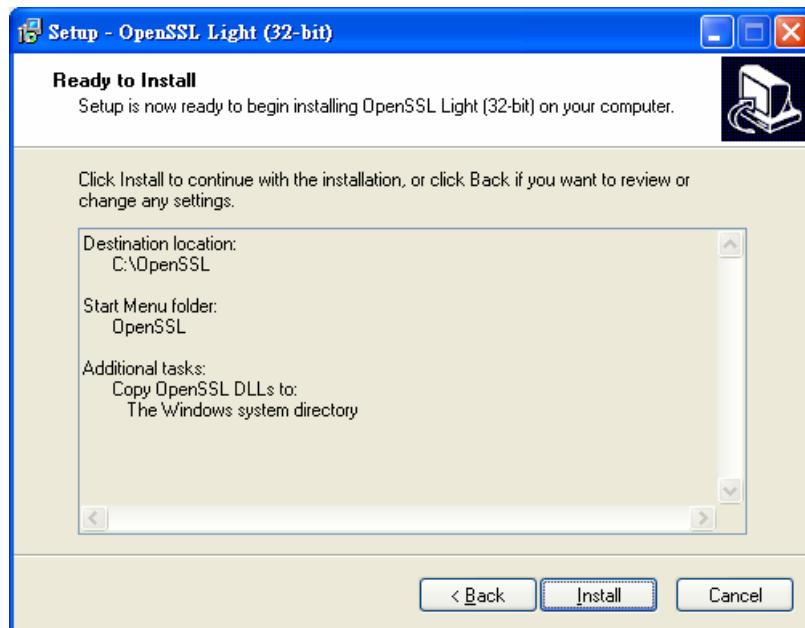 Setup - OpenSSL Light (32-bit)
Ready to Install
Setup is now ready to begin installing OpenSSL Light (32-bit) on your computer.
Click Install to continue with the installation, or click Back if you want to review or
change any settings.
Destination location:
C:\OpenSSL
Start Menu folder:
OpenSSL
Additional tasks:
Copy OpenSSL DLLs to:
The Windows system directory
< Back
Install
Cancel